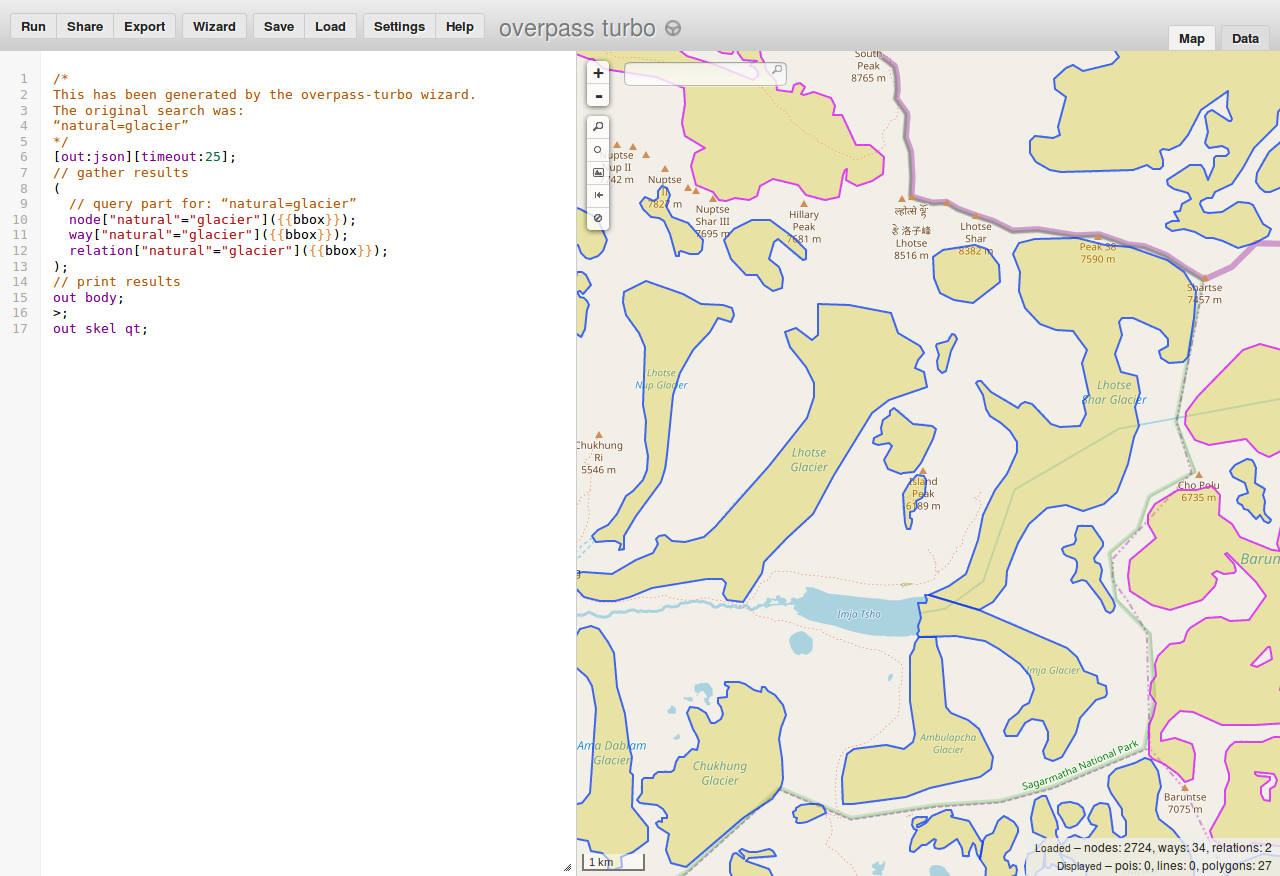 Run Share Export Wizard Save Load Settings Help overpass turbo
Map Data
1 /*
2 This has been generated by the overpass-turbo wizard.
3 The original search was:
4 “natural=glacier”
5 */
6 [out:json][timeout:25];
7 // gather results
8 (
9 // query part for: “natural=glacier”
10 node["natural"="glacier"]({{bbox}});
11 way["natural"="glacier"]({{bbox}});
12 relation["natural"="glacier"]({{bbox}});
13 );
14 // print results
15 out body;
16 >;
17 out skel qt;
+
-
South
Peak
8765 m
Nuptse
II
7827 m
Nuptse
Shar III
7695 m
Hillary
Peak
7681 m
洛子峰
Lhotse
8516 m
Lhotse
Shar
8382 m
Peak 38
7590 m
Shartse
7457 m
Lhotse
Nup Glacier
Lhotse
Shar Glacier
Chukhung
Ri
5546 m
Lhotse
Glacier
Island
Peak
6189 m
Cho Polu
6735 m
Barun
Imja Tsho
Imja Glacier
Ama Dablam
Glacier
Chukhung
Glacier
Ambulapcha
Glacier
Sagarmatha National Park
Baruntse
7075 m
1 km
Loaded – nodes: 2724, ways: 34, relations: 2
Displayed – pois: 0, lines: 0, polygons: 27